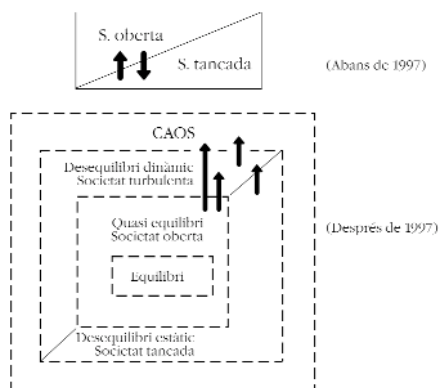 S. oberta
S. tancada
(Abans de 1997)
CAOS
Desequilibri dinàmic
Societat turbulenta
Quasi equilibri
Societat oberta
(Després de 1997)
Equilibri
Desequilibri estàtic
Societat tancada